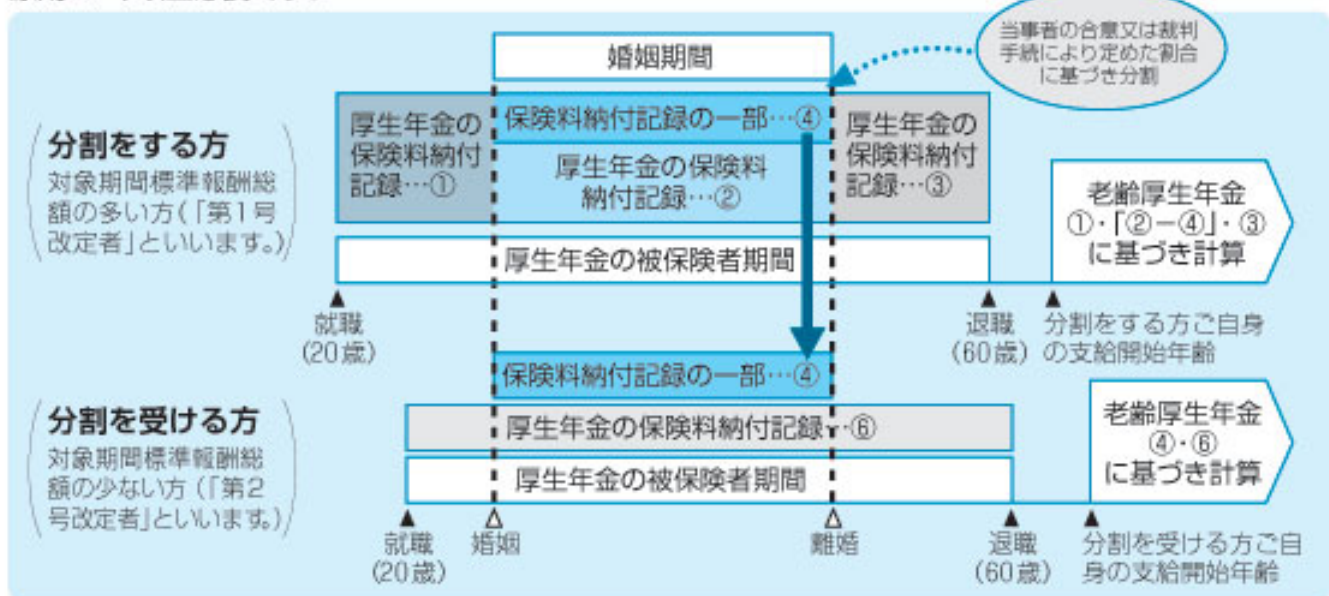 当事者の合意又は裁判
手続により定めた割合
に基づき分割
婚姻期間
分割をする方
対象期間標準報酬総
額の多い方(「第1号
改定者」といいます。)
厚生年金の
保険料納付
記録…①
保険料納付記録の一部…④
厚生年金の保険料
納付記録…②
厚生年金の
保険料納付
記録…③
老齢厚生年金
①・「②－④」・③
に基づき計算
厚生年金の被保険者期間
▲
就職
(20歳)
▲
退職
(60歳)
▲
分割をする方ご自身
の支給開始年齢
保険料納付記録の一部…④
分割を受ける方
対象期間標準報酬総
額の少ない方(「第2
号改定者」といいます。)
厚生年金の保険料納付記録…⑥
厚生年金の被保険者期間
老齢厚生年金
④・⑥
に基づき計算
▲
就職
(20歳)
△
婚姻
△
離婚
▲
退職
(60歳)
▲
分割を受ける方ご自
身の支給開始年齢